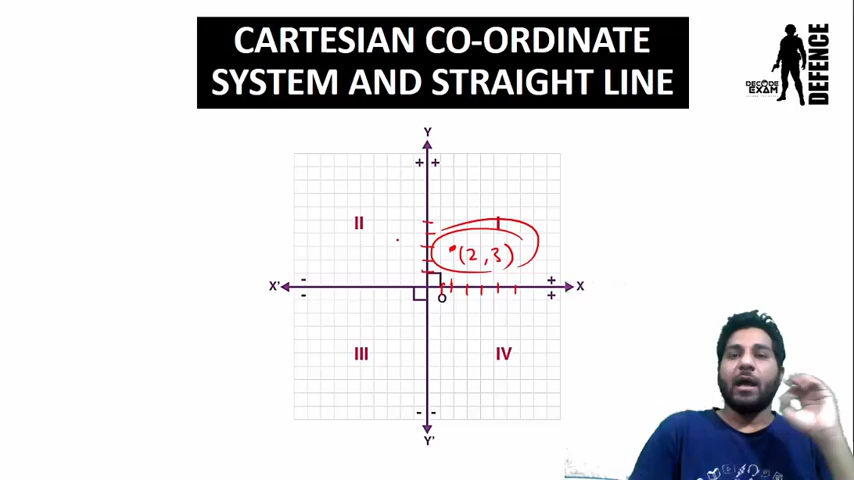 CARTESIAN CO-ORDINATE
SYSTEM AND STRAIGHT LINE
DECODE
EXAM
DEFENCE
Y
+ +
II
I
(2,3)
X'
-
-
O
+
+
X
III
IV
- -
Y'